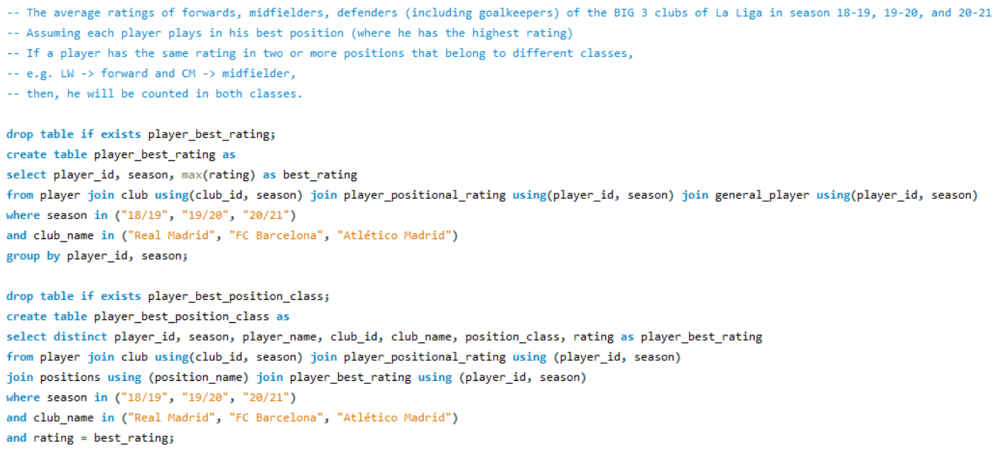 -- The average ratings of forwards, midfielders, defenders (including goalkeepers) of the BIG 3 clubs of La Liga in season 18-19, 19-20, and 20-21
-- Assuming each player plays in his best position (where he has the highest rating)
-- If a player has the same rating in two or more positions that belong to different classes,
-- e.g. LW -> forward and CM -> midfielder,
-- then, he will be counted in both classes.
drop table if exists player_best_rating;
create table player_best_rating as
select player_id, season, max(rating) as best_rating
from player join club using(club_id, season) join player_positional_rating using(player_id, season) join general_player using(player_id, season)
where season in ("18/19", "19/20", "20/21")
and club_name in ("Real Madrid", "FC Barcelona", "Atlético Madrid")
group by player_id, season;
drop table if exists player_best_position_class;
create table player_best_position_class as
select distinct player_id, season, player_name, club_id, club_name, position_class, rating as player_best_rating
from player join club using(club_id, season) join player_positional_rating using (player_id, season)
join positions using (position_name) join player_best_rating using (player_id, season)
where season in ("18/19", "19/20", "20/21")
and club_name in ("Real Madrid", "FC Barcelona", "Atlético Madrid")
and rating = best_rating;